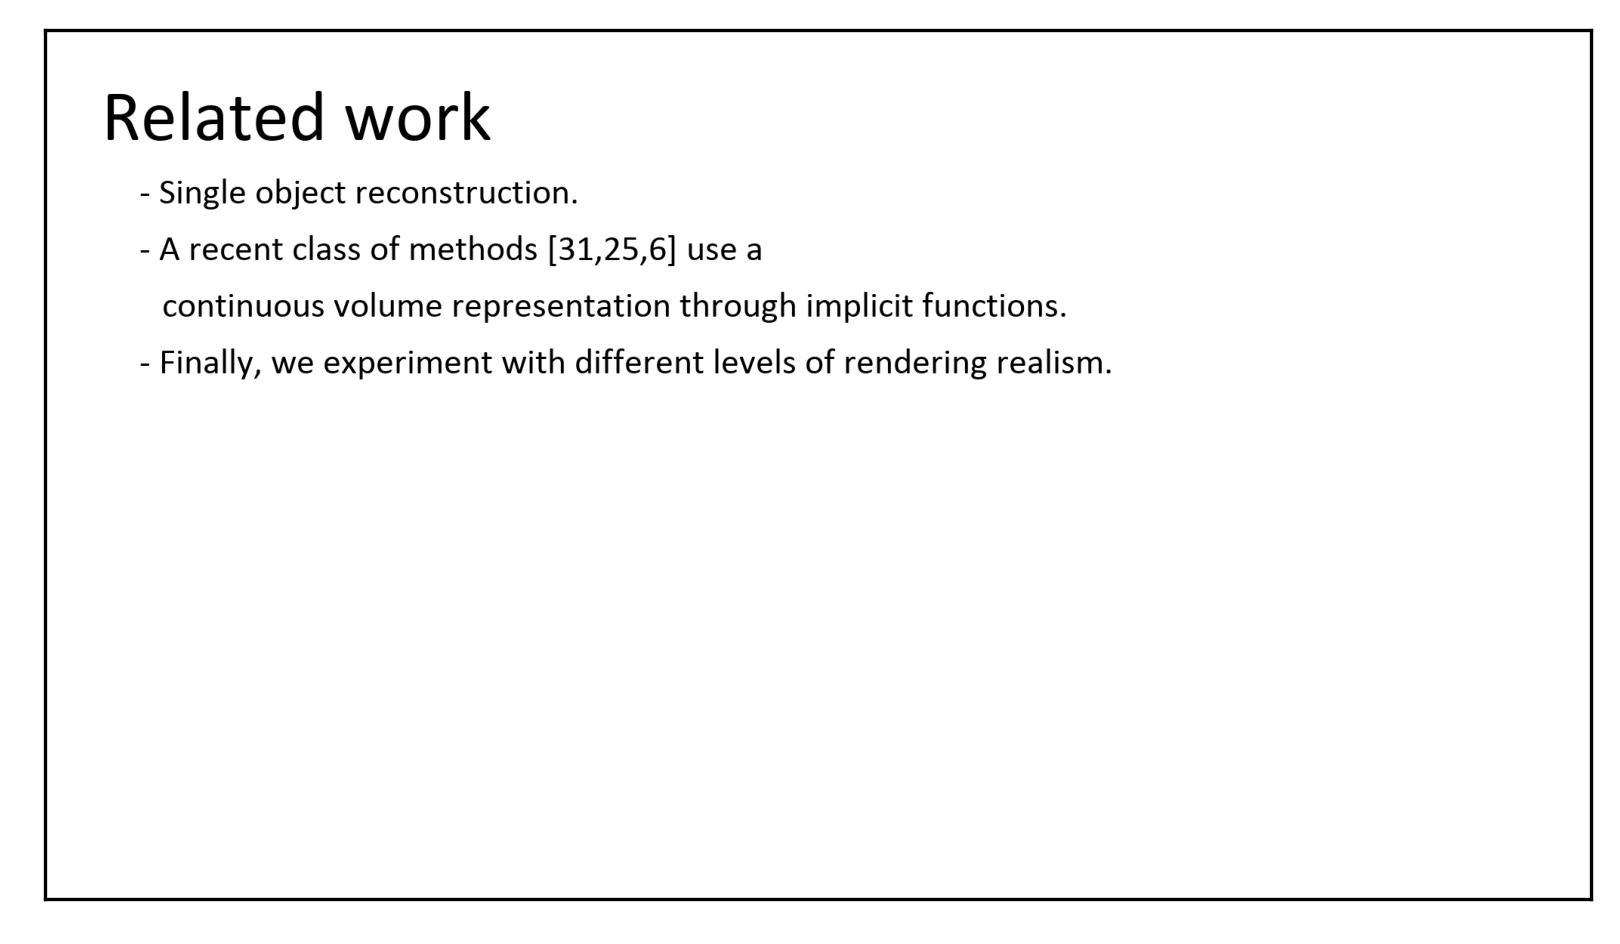 Related work
- Single object reconstruction.
- A recent class of methods [31,25,6] use a
continuous volume representation through implicit functions.
- Finally, we experiment with different levels of rendering realism.